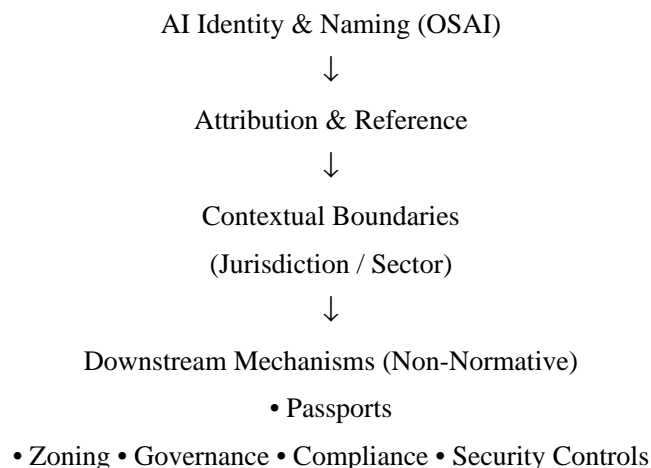 AI Identity & Naming (OSAI)
↓
Attribution & Reference
↓
Contextual Boundaries
(Jurisdiction / Sector)
↓
Downstream Mechanisms (Non-Normative)
• Passports
• Zoning • Governance • Compliance • Security Controls